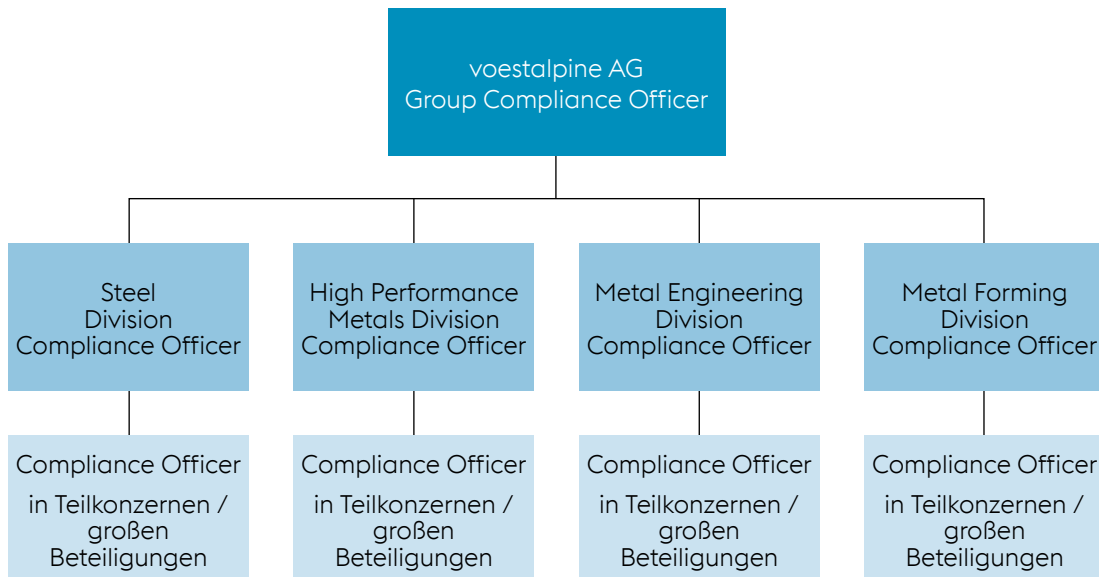 voestalpine AG
Group Compliance Officer
Steel
Division
Compliance Officer
High Performance
Metals Division
Compliance Officer
Metal Engineering
Division
Compliance Officer
Metal Forming
Division
Compliance Officer
Compliance Officer
in Teilkonzernen /
großen
Beteiligungen
Compliance Officer
in Teilkonzernen /
großen
Beteiligungen
Compliance Officer
in Teilkonzernen /
großen
Beteiligungen
Compliance Officer
in Teilkonzernen /
großen
Beteiligungen